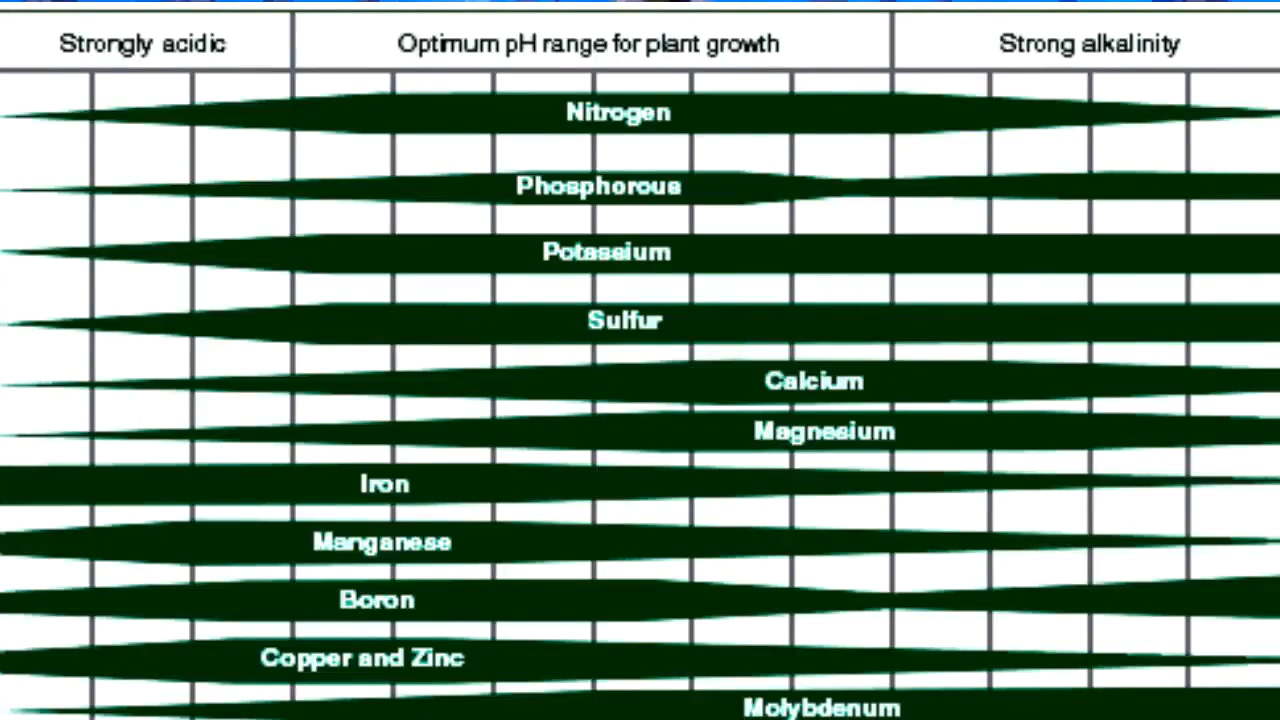 Strongly acidic
Optimum pH range for plant growth
Strong alkalinity
Nitrogen
Phosphorous
Potassium
Sulfur
Calcium
Magnesium
Iron
Manganese
Boron
Copper and Zinc
Molybdenum